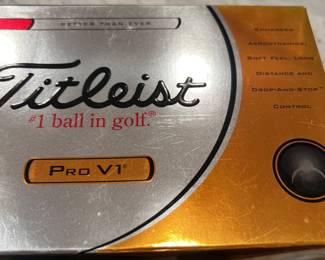 BETTER THAN EVER
Titleist
#1 ball in golf.®
PRO V1®
ENHANCED
AERODYNAMICS,
SOFT FEEL, LONG
DISTANCE AND
DROP-AND-STOP™
CONTROL